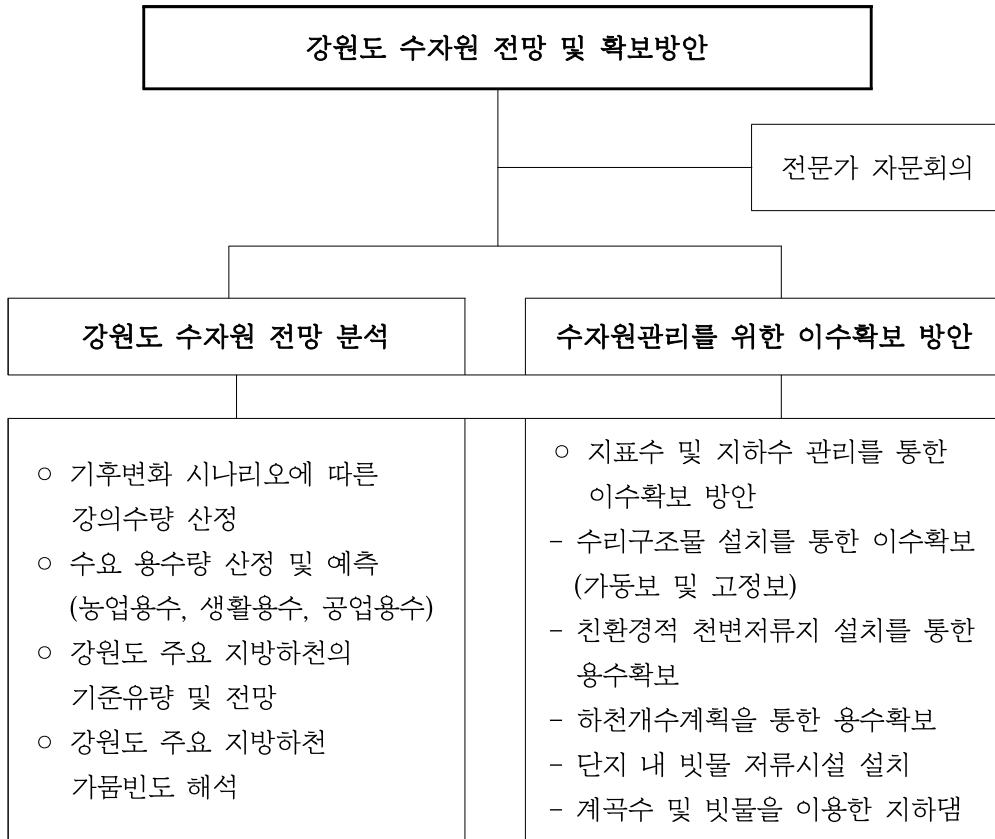 강원도 수자원 전망 및 확보방안
전문가 자문회의
강원도 수자원 전망 분석
○ 기후변화 시나리오에 따른
강의수량 산정
○ 수요 용수량 산정 및 예측
(농업용수, 생활용수, 공업용수)
○ 강원도 주요 지방하천의
기준유량 및 전망
○ 강원도 주요 지방하천
가뭄빈도 해석
수자원관리를 위한 이수확보 방안
○ 지표수 및 지하수 관리를 통한
이수확보 방안
- 수리구조물 설치를 통한 이수확보
(가동보 및 고정보)
- 친환경적 천변저류지 설치를 통한
용수확보
- 하천개수계획을 통한 용수확보
- 단지 내 빗물 저류시설 설치
- 계곡수 및 빗물을 이용한 지하댐